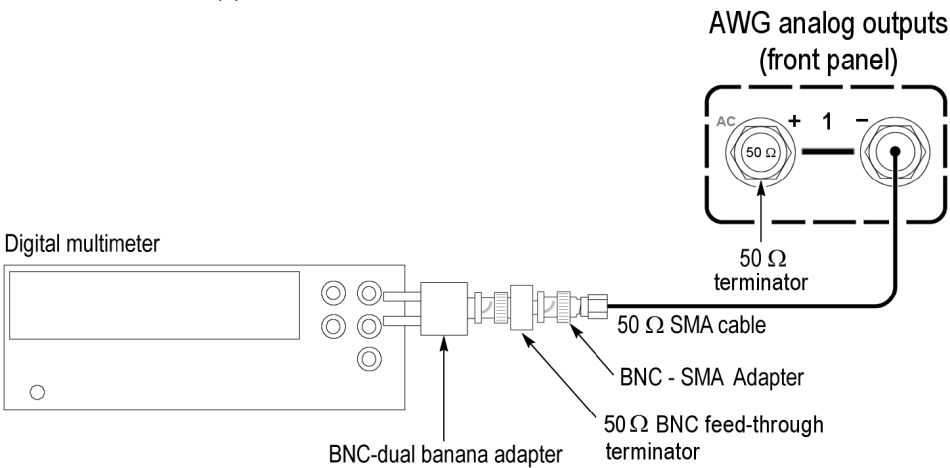 AWG analog outputs
(front panel)
AC + 1 −
50 Ω
50 Ω
terminator
Digital multimeter
50 Ω SMA cable
BNC - SMA Adapter
50 Ω BNC feed-through
terminator
BNC-dual banana adapter